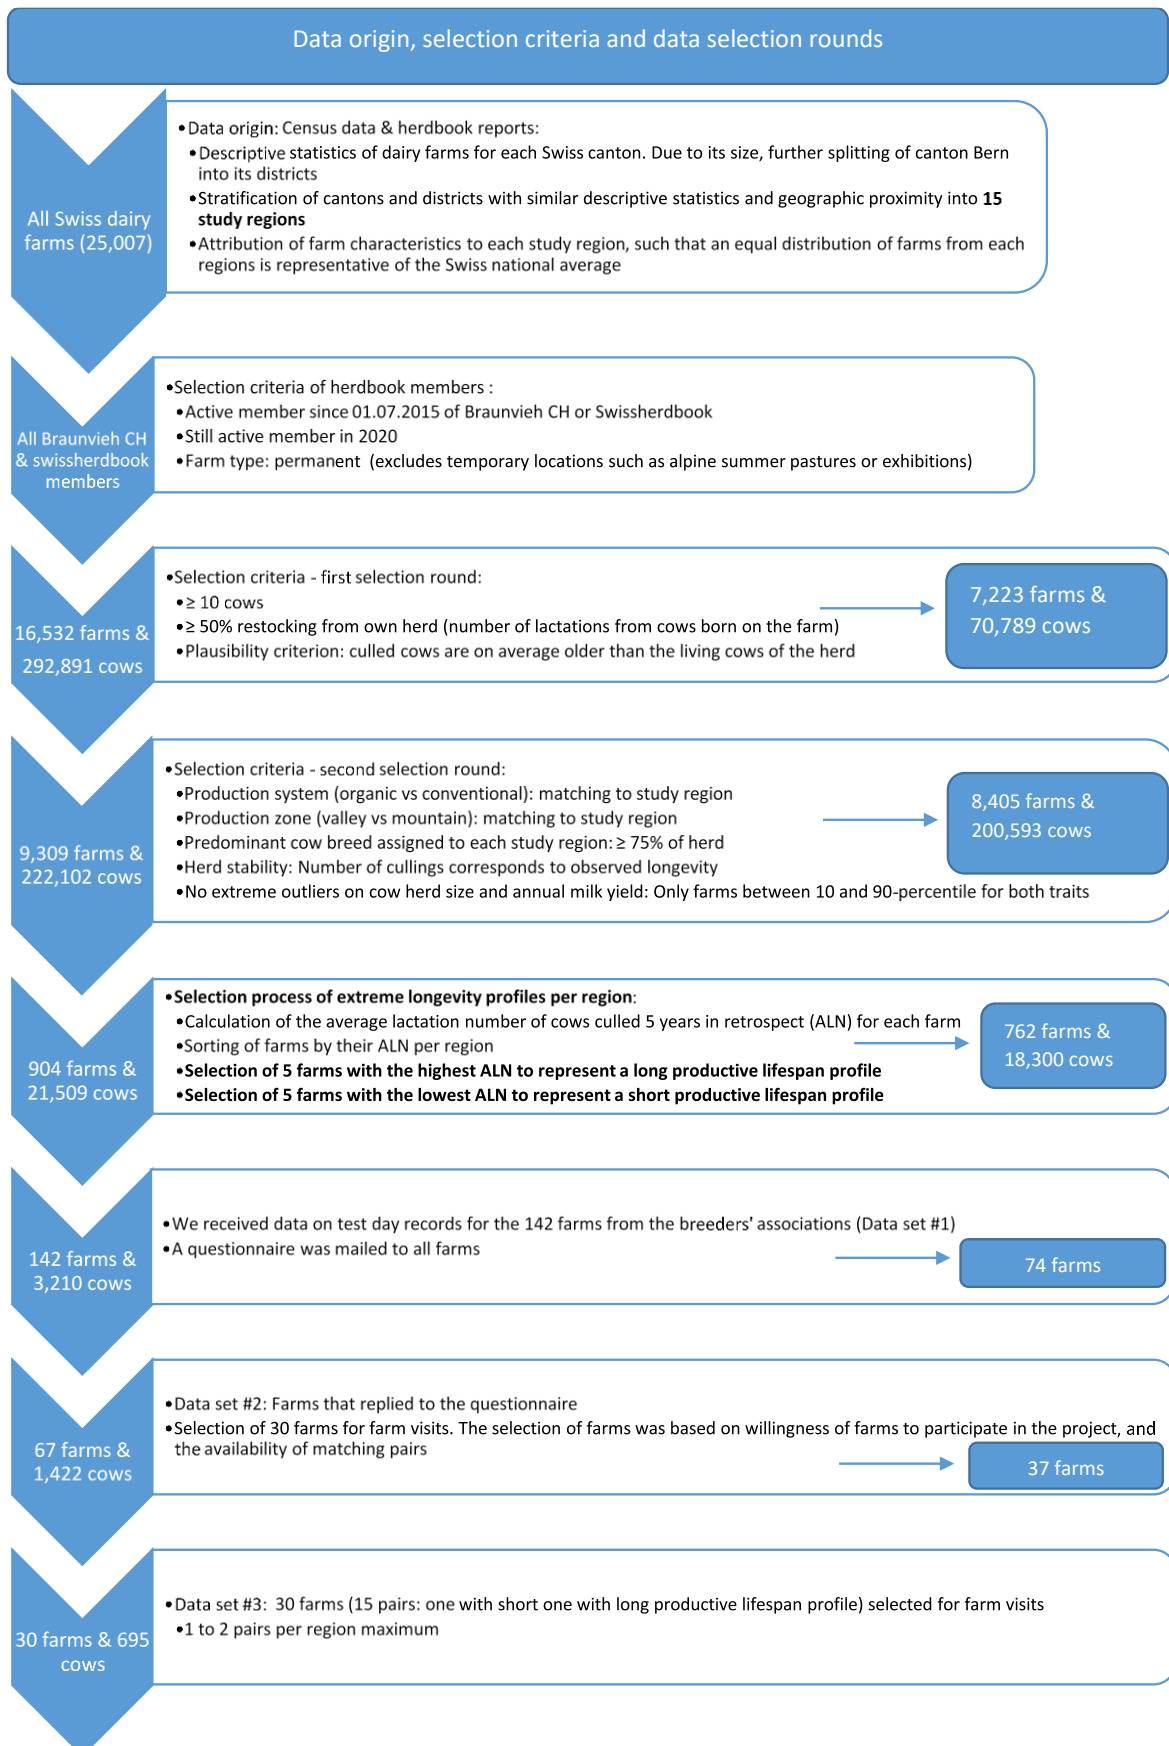 Data origin, selection criteria and data selection rounds
All Swiss dairy
farms (25,007)
•Data origin: Census data & herdbook reports:
•Descriptive statistics of dairy farms for each Swiss canton. Due to its size, further splitting of canton Bern
into its districts
•Stratification of cantons and districts with similar descriptive statistics and geographic proximity into 15
study regions
•Attribution of farm characteristics to each study region, such that an equal distribution of farms from each
regions is representative of the Swiss national average
All Braunvieh CH
& swissherdbook
members
•Selection criteria of herdbook members :
•Active member since 01.07.2015 of Braunvieh CH or Swissherdbook
•Still active member in 2020
•Farm type: permanent (excludes temporary locations such as alpine summer pastures or exhibitions)
16,532 farms &
292,891 cows
•Selection criteria - first selection round:
•≥ 10 cows
•≥ 50% restocking from own herd (number of lactations from cows born on the farm)
•Plausibility criterion: culled cows are on average older than the living cows of the herd
7,223 farms &
70,789 cows
9,309 farms &
222,102 cows
•Selection criteria - second selection round:
•Production system (organic vs conventional): matching to study region
•Production zone (valley vs mountain): matching to study region
•Predominant cow breed assigned to each study region: ≥ 75% of herd
•Herd stability: Number of cullings corresponds to observed longevity
•No extreme outliers on cow herd size and annual milk yield: Only farms between 10 and 90-percentile for both traits
8,405 farms &
200,593 cows
904 farms &
21,509 cows
•Selection process of extreme longevity profiles per region:
•Calculation of the average lactation number of cows culled 5 years in retrospect (ALN) for each farm
•Sorting of farms by their ALN per region
•Selection of 5 farms with the highest ALN to represent a long productive lifespan profile
•Selection of 5 farms with the lowest ALN to represent a short productive lifespan profile
762 farms &
18,300 cows
142 farms &
3,210 cows
•We received data on test day records for the 142 farms from the breeders' associations (Data set #1)
•A questionnaire was mailed to all farms
74 farms
67 farms &
1,422 cows
•Data set #2: Farms that replied to the questionnaire
•Selection of 30 farms for farm visits. The selection of farms was based on willingness of farms to participate in the project, and
the availability of matching pairs
37 farms
30 farms & 695
cows
•Data set #3: 30 farms (15 pairs: one with short one with long productive lifespan profile) selected for farm visits
•1 to 2 pairs per region maximum